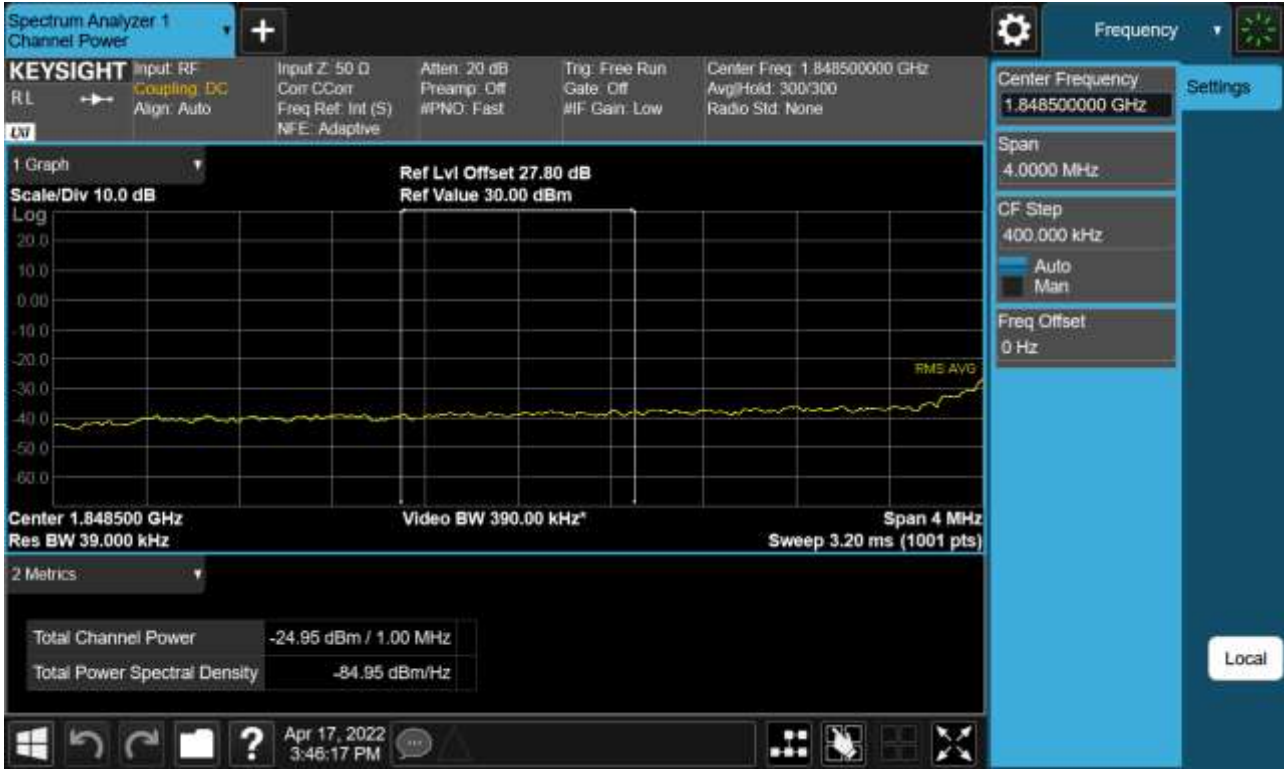 Spectrum Analyzer 1
Channel Power
+
Frequency
KEYSIGHT
RL
LXI
Input: RF
Coupling: DC
Align: Auto
Input Z: 50 Ω
Corr CCorr
Freq Ref: Int (S)
NFE: Adaptive
Atten: 20 dB
Preamp: Off
#PNO: Fast
Trig: Free Run
Gate: Off
#IF Gain: Low
Center Freq: 1.848500000 GHz
Avg|Hold: 300/300
Radio Std: None
Center Frequency
1.848500000 GHz
Settings
Span
4.0000 MHz
CF Step
400.000 kHz
Auto
Man
Freq Offset
0 Hz
1 Graph
Scale/Div 10.0 dB
Ref Lvl Offset 27.80 dB
Ref Value 30.00 dBm
Log
20.0
10.0
0.00
-10.0
-20.0
-30.0
-40.0
-50.0
-60.0
RMS AVG
Center 1.848500 GHz
Video BW 390.00 kHz*
Span 4 MHz
Res BW 39.000 kHz
Sweep 3.20 ms (1001 pts)
2 Metrics
Total Channel Power -24.95 dBm / 1.00 MHz
Total Power Spectral Density -84.95 dBm/Hz
Local
?
Apr 17, 2022
3:46:17 PM